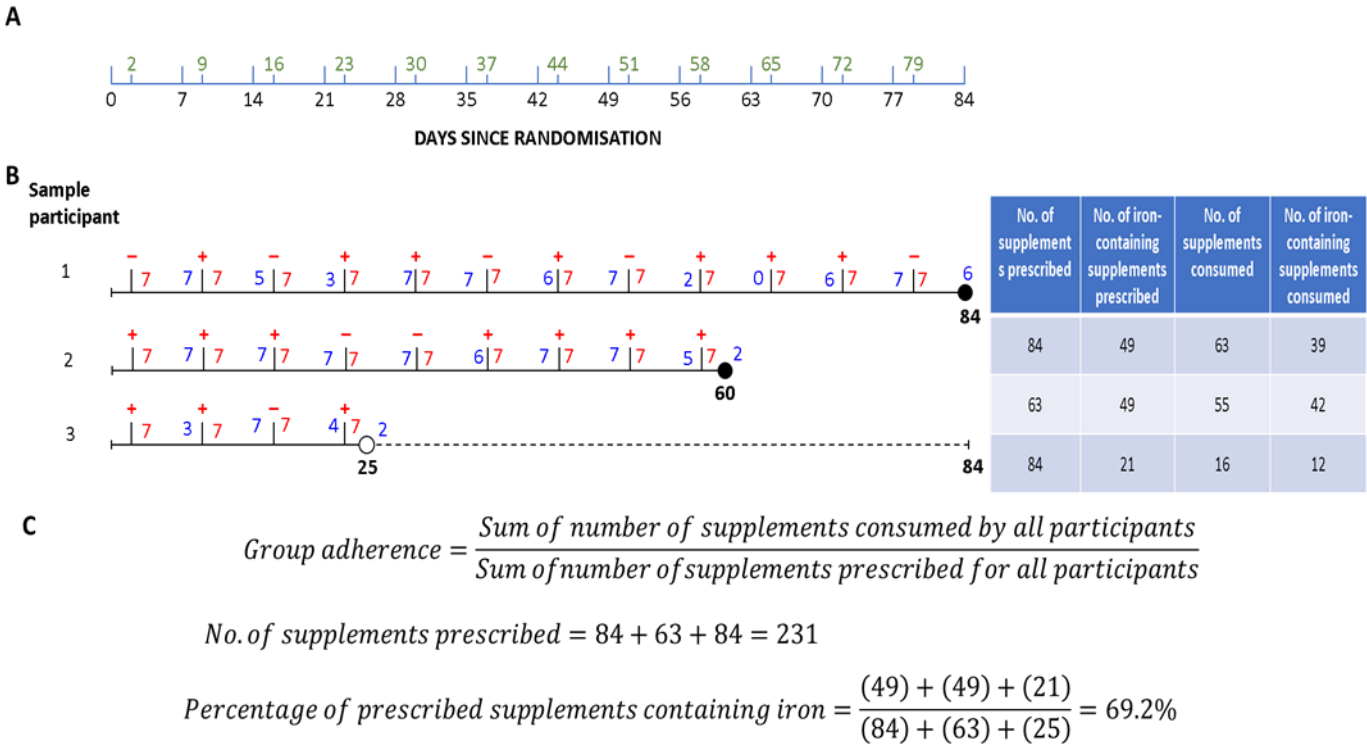 A
2 9 16 23 30 37 44 51 58 65 72 79
0 7 14 21 28 35 42 49 56 63 70 77 84
DAYS SINCE RANDOMISATION
B
Sample
participant
No. of
supplement
s prescribed
No. of iron-
containing
supplements
prescribed
No. of
supplements
consumed
No. of iron-
containing
supplements
consumed
− + − + + − + − + + + −
1
7 7 7 5 7 3 7 7 7 7 7 6 7 7 7 2 7 0 7 6 7 7 7 6
84
84 49 63 39
+ + + − − + + + +
2
7 7 7 7 7 7 7 7 7 6 7 7 7 7 7 5 7 2
60
63 49 55 42
+ + − +
3
7 3 7 7 7 4 7 2
25 84
84 21 16 12
C
Group adherence = Sum of number of supplements consumed by all participants / Sum of number of supplements prescribed for all participants
No. of supplements prescribed = 84 + 63 + 84 = 231
Percentage of prescribed supplements containing iron = (49) + (49) + (21) / (84) + (63) + (25) = 69.2%